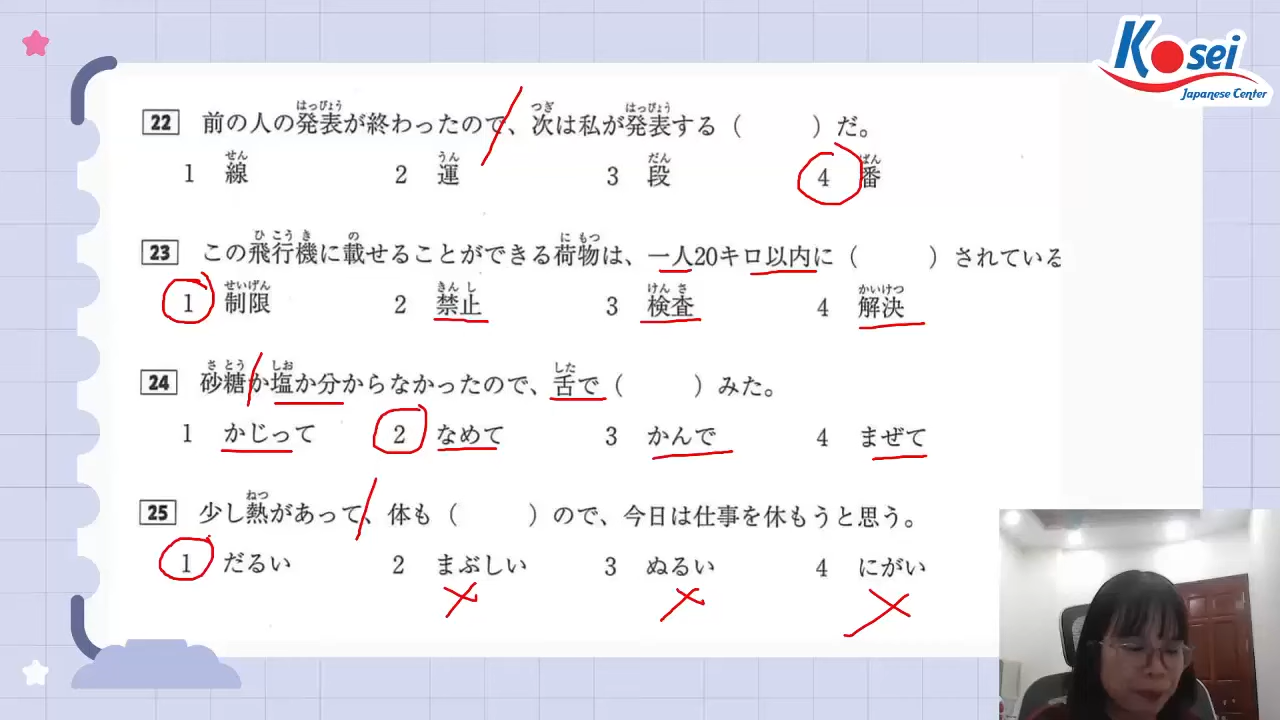 Kosei
Japanese Center
22 前の人の発表が終わったので、次は私が発表する（　　）だ。
1 線 2 運 3 段 4 番
23 この飛行機に載せることができる荷物は、一人20キロ以内に（　　）されている
1 制限 2 禁止 3 検査 4 解決
24 砂糖か塩か分からなかったので、舌で（　　）みた。
1 かじって 2 なめて 3 かんで 4 まぜて
25 少し熱があって、体も（　　）ので、今日は仕事を休もうと思う。
1 だるい 2 まぶしい 3 ぬるい 4 にがい